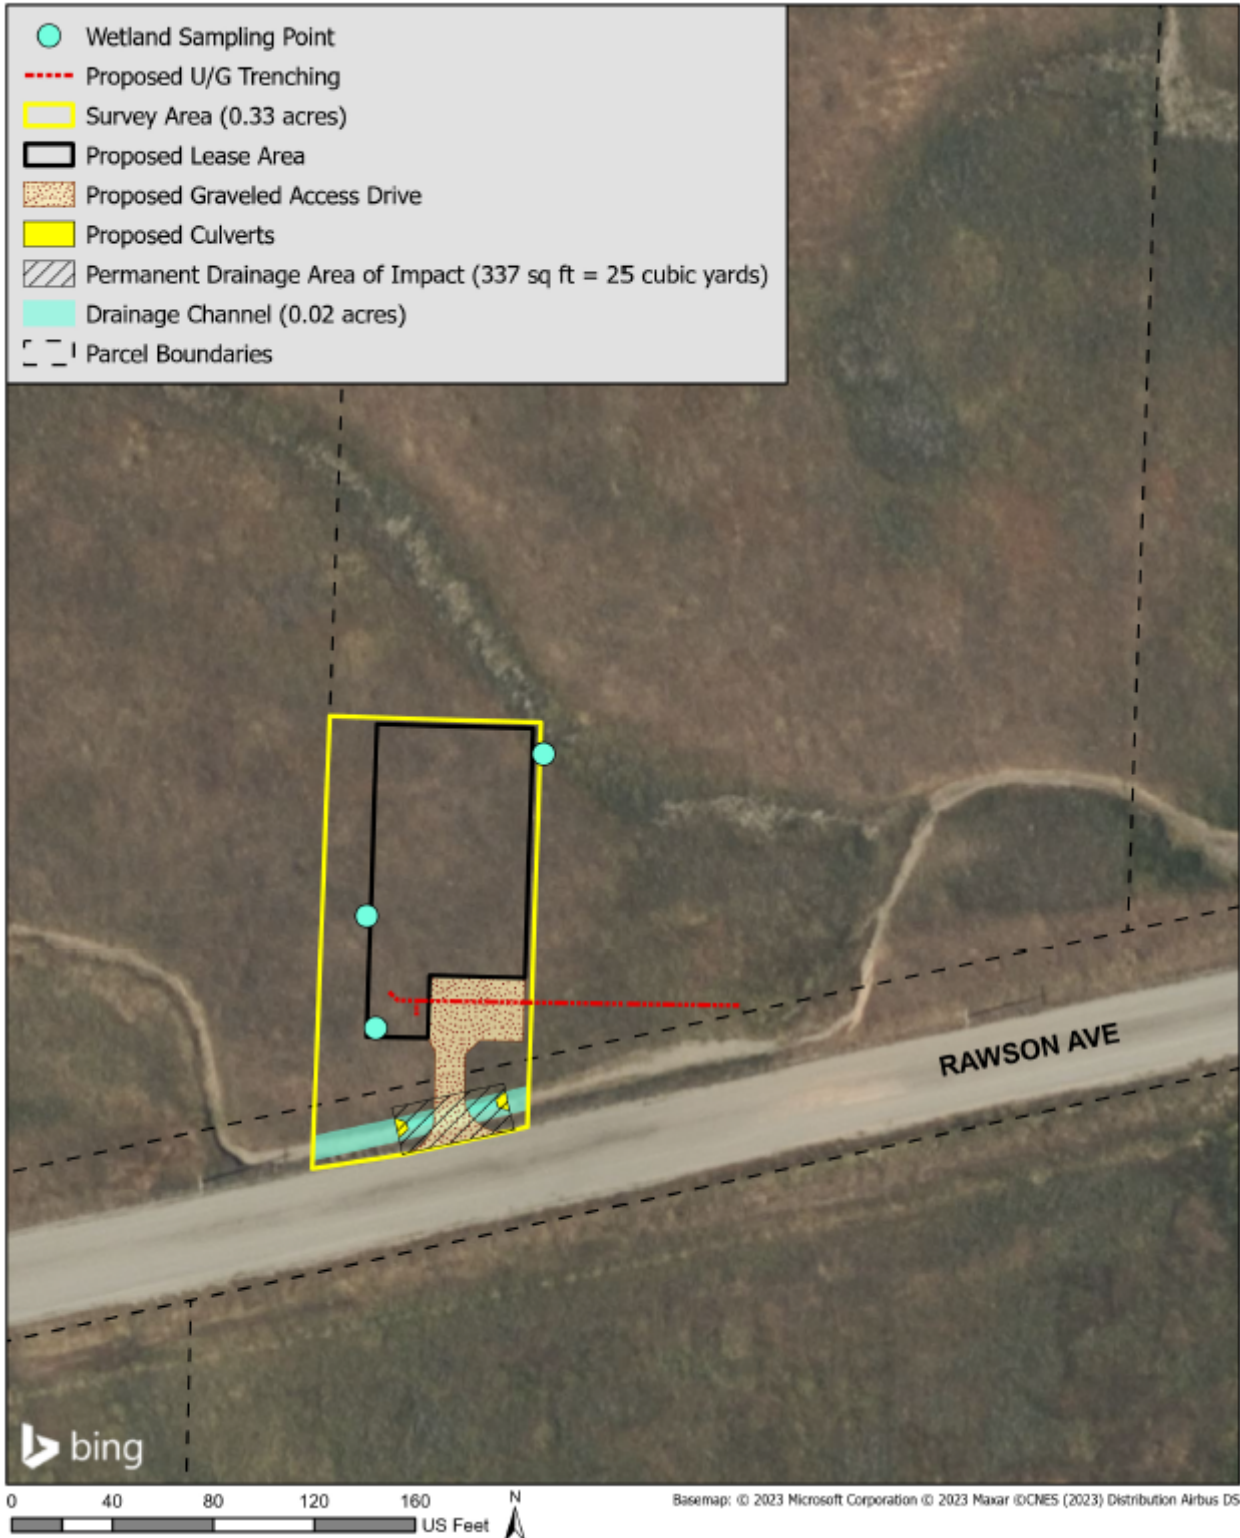 Wetland Sampling Point
Proposed U/G Trenching
Survey Area (0.33 acres)
Proposed Lease Area
Proposed Graveled Access Drive
Proposed Culverts
Permanent Drainage Area of Impact (337 sq ft = 25 cubic yards)
Drainage Channel (0.02 acres)
Parcel Boundaries
RAWSON AVE
bing
0 40 80 120 160
US Feet
N
Basemap: © 2023 Microsoft Corporation © 2023 Maxar ©CNES (2023) Distribution Airbus DS